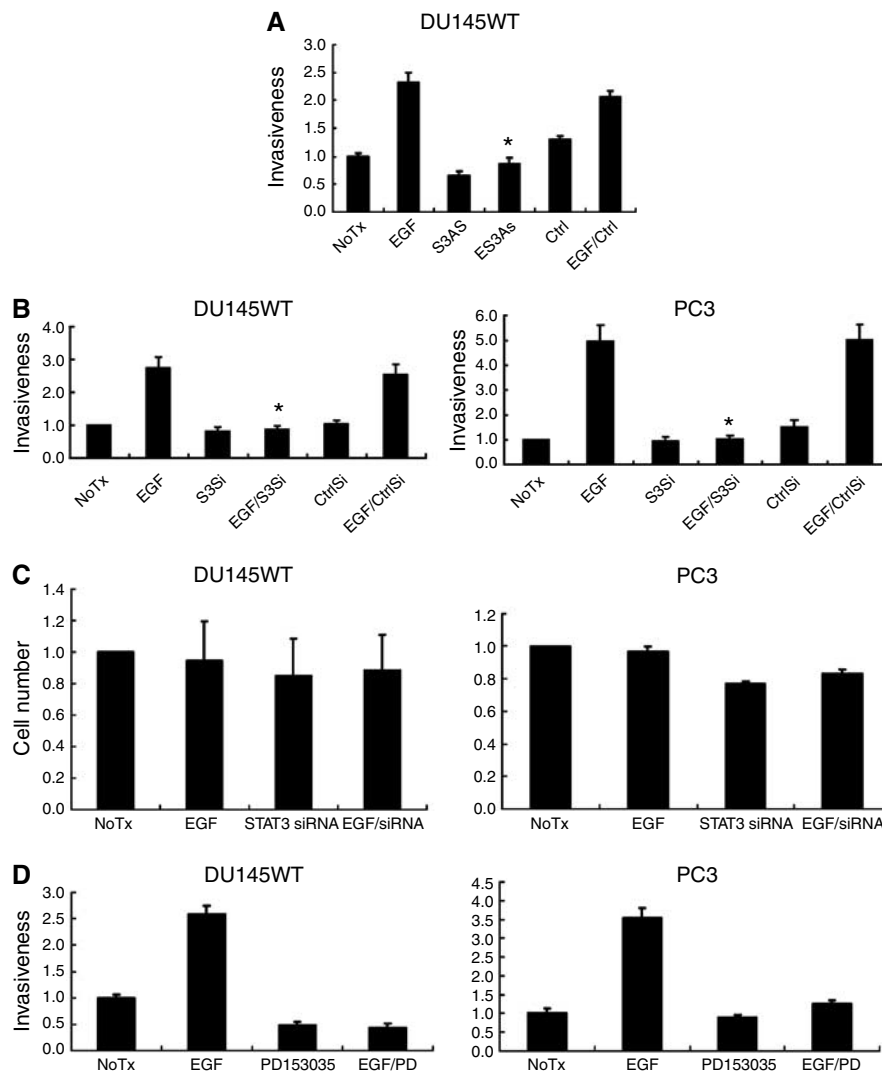 A
DU145WT
Invasiveness
3.0
2.5
2.0
1.5
1.0
0.5
0.0
*
NoTx
EGF
S3AS
ES3As
Ctrl
EGF/Ctrl
B
DU145WT
Invasiveness
4.0
3.0
2.0
1.0
0.0
*
NoTx
EGF
S3Si
EGF/S3Si
CtrlSi
EGF/CtrlSi
PC3
Invasiveness
6.0
5.0
4.0
3.0
2.0
1.0
0.0
*
NoTx
EGF
S3Si
EGF/S3Si
CtrlSi
EGF/CtrlSi
C
DU145WT
Cell number
1.4
1.2
1.0
0.8
0.6
0.4
0.2
0.0
NoTx
EGF
STAT3 siRNA
EGF/siRNA
PC3
1.2
1.0
0.8
0.6
0.4
0.2
0.0
NoTx
EGF
STAT3 siRNA
EGF/siRNA
D
DU145WT
Invasiveness
3.0
2.5
2.0
1.5
1.0
0.5
0.0
NoTx
EGF
PD153035
EGF/PD
PC3
4.5
4.0
3.5
3.0
2.5
2.0
1.5
1.0
0.5
0.0
NoTx
EGF
PD153035
EGF/PD